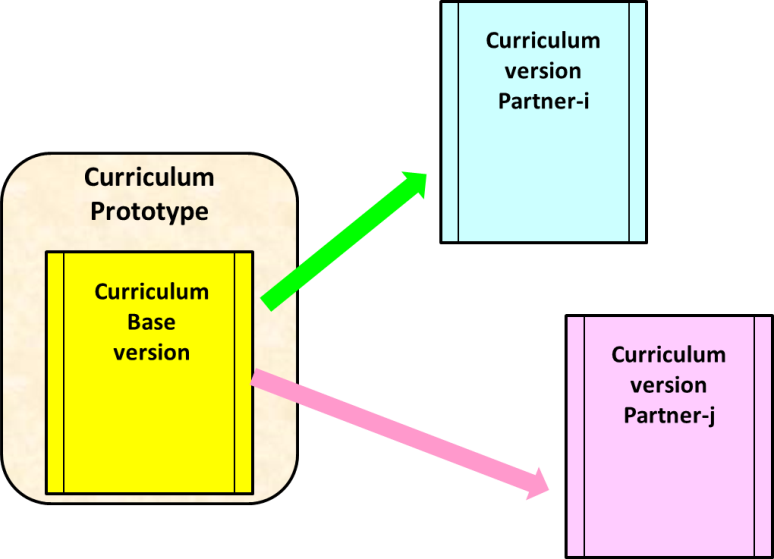 Curriculum
version
Partner-i
Curriculum
Prototype
Curriculum
Base
version
Curriculum
version
Partner-j